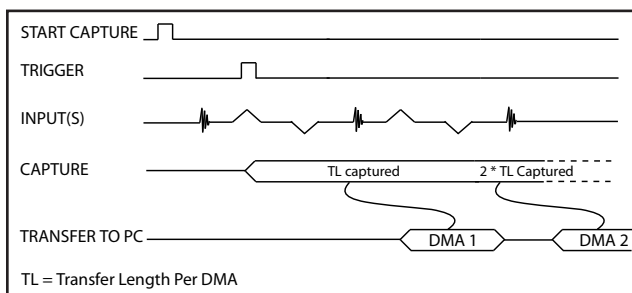 START CAPTURE
TRIGGER
INPUT(S)
CAPTURE TL captured 2 * TL Captured
TRANSFER TO PC DMA 1 DMA 2
TL = Transfer Length Per DMA